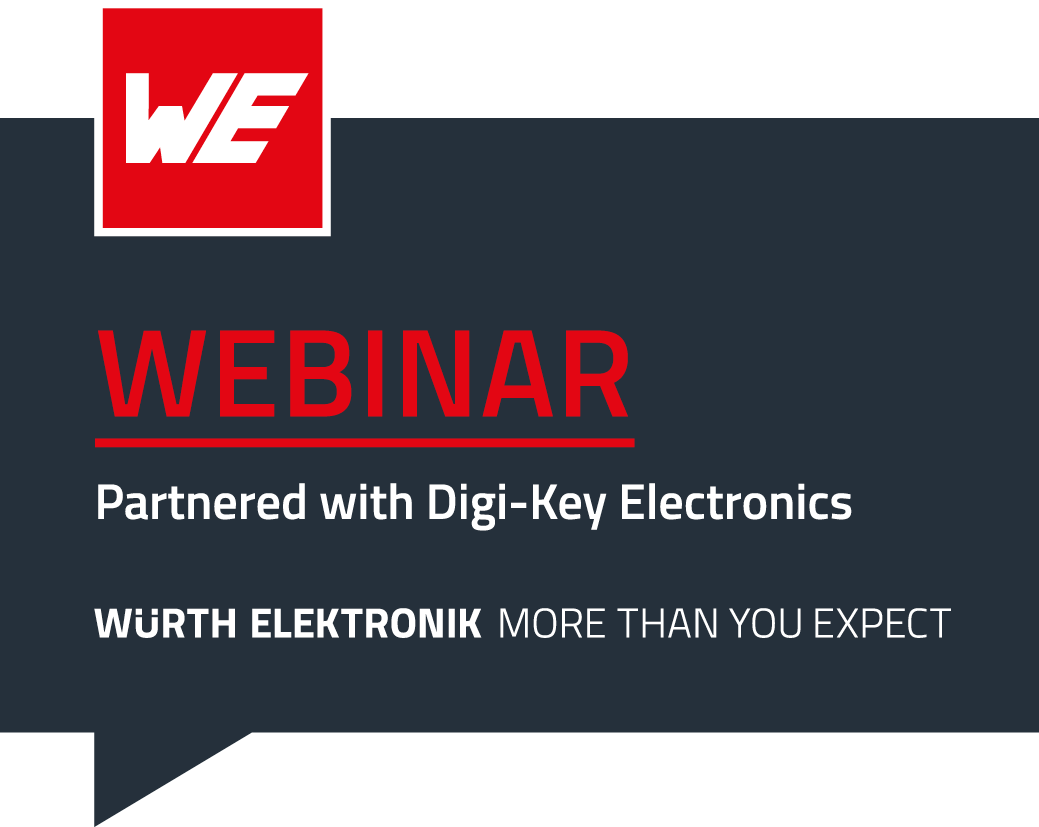 WE
WEBINAR
Partnered with Digi-Key Electronics
WÜRTH ELEKTRONIK MORE THAN YOU EXPECT